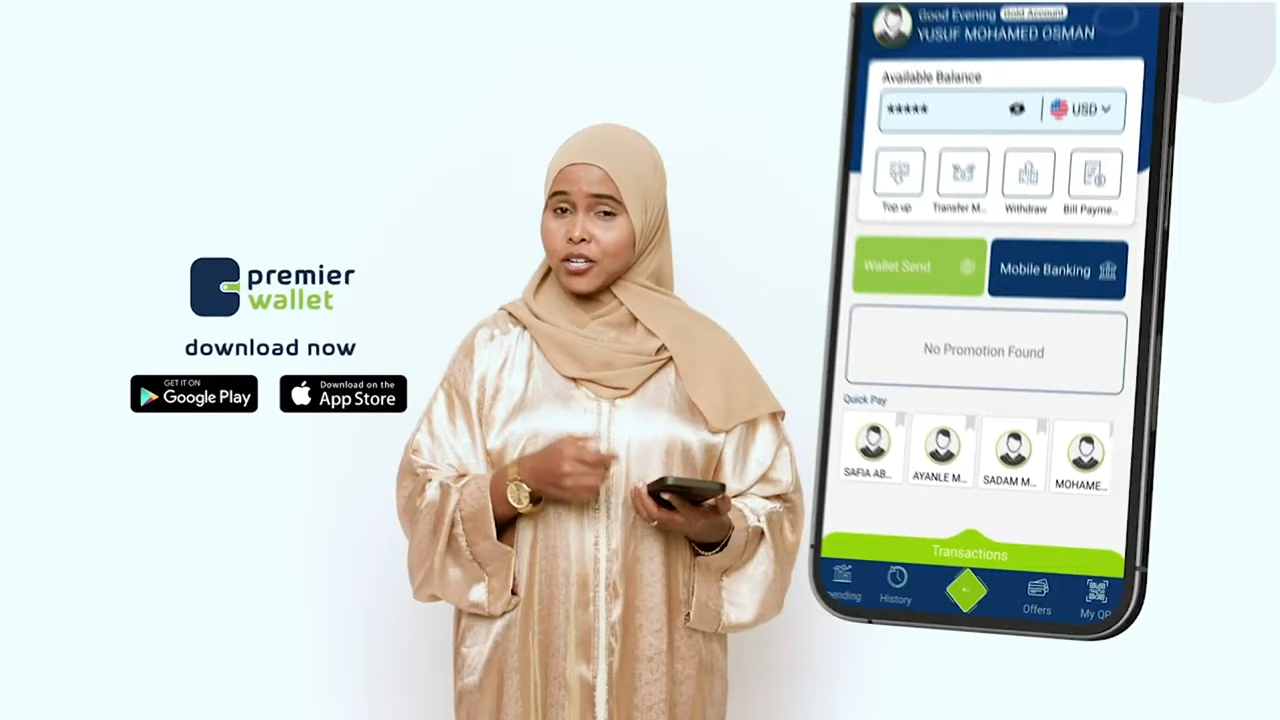 premier
wallet
download now
GET IT ON
Google Play
Download on the
App Store
Good Evening Gold Account
YUSUF MOHAMED OSMAN
Available Balance
***** USD
Top up Transfer M... Withdraw Bill Payme...
Wallet Send Mobile Banking
No Promotion Found
Quick Pay
SAFIA AB... AYANLE M... SADAM M... MOHAME...
Transactions
pending History Offers My QR